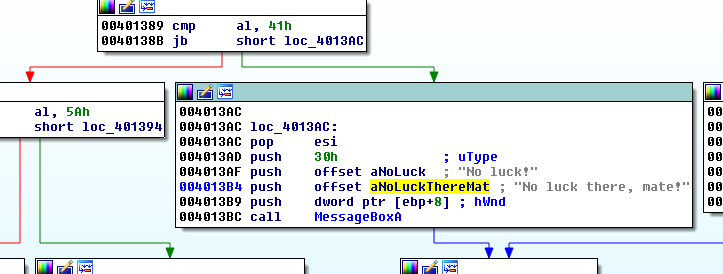 00401389 cmp al, 41h
0040138B jb short loc_4013AC
al, 5Ah
short loc_401394
004013AC
004013AC loc_4013AC:
004013AC pop esi
004013AD push 30h ; uType
004013AF push offset aNoLuck ; "No luck!"
004013B4 push offset aNoLuckThereMat ; "No luck there, mate!"
004013B9 push dword ptr [ebp+8] ; hWnd
004013BC call MessageBoxA